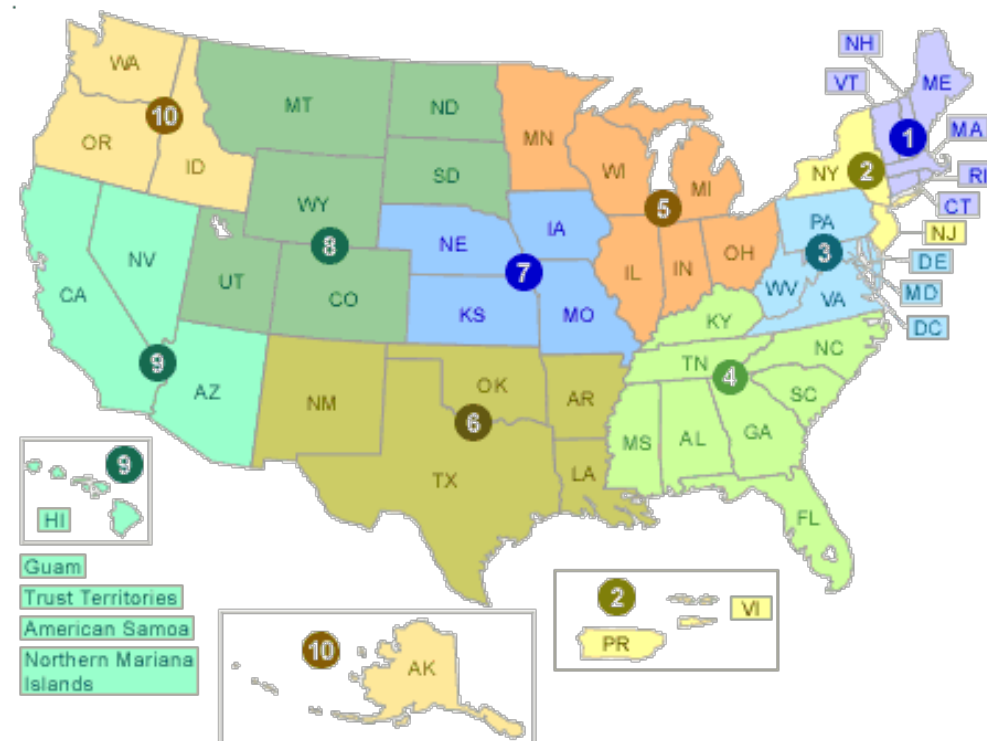 NH
WA
VT
ME
MT
ND
10
MN
OR
1
MA
WI
ID
SD
NY
2
MI
RI
WY
5
CT
PA
IA
NE
8
3
NJ
NV
OH
UT
7
IL
IN
DE
CA
CO
WV
VA
MD
KS
MO
KY
DC
9
NC
TN
4
AZ
OK
SC
NM
AR
6
GA
MS
AL
9
TX
LA
HI
FL
Guam
Trust Territories
2
VI
American Samoa
PR
10
Northern Mariana
Islands
AK